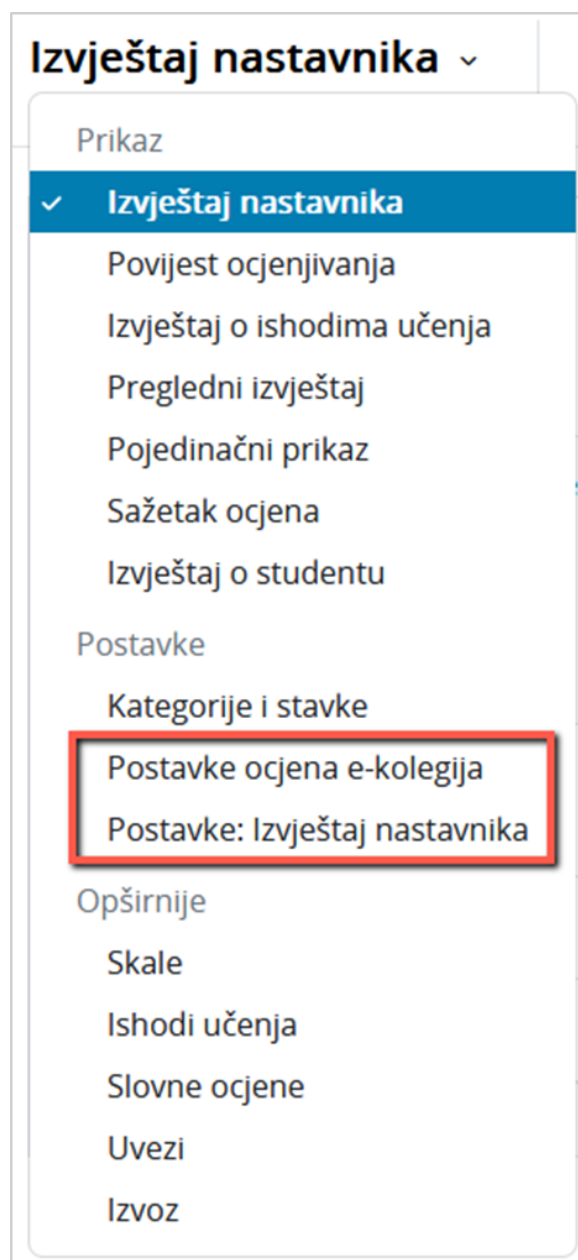 Izvještaj nastavnika
Prikaz
Izvještaj nastavnika
Povijest ocjenjivanja
Izvještaj o ishodima učenja
Pregledni izvještaj
Pojedinačni prikaz
Sažetak ocjena
Izvještaj o studentu
Postavke
Kategorije i stavke
Postavke ocjena e-kolegija
Postavke: Izvještaj nastavnika
Opširnije
Skale
Ishodi učenja
Slovne ocjene
Uvezi
Izvoz